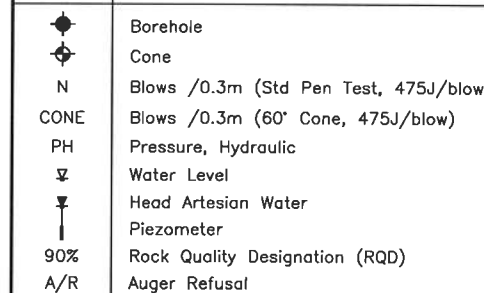 Borehole
Cone
N Blows /0.3m (Std Pen Test, 475J/blow
CONE Blows /0.3m (60° Cone, 475J/blow)
PH Pressure, Hydraulic
Water Level
Head Artesian Water
Piezometer
90% Rock Quality Designation (RQD)
A/R Auger Refusal